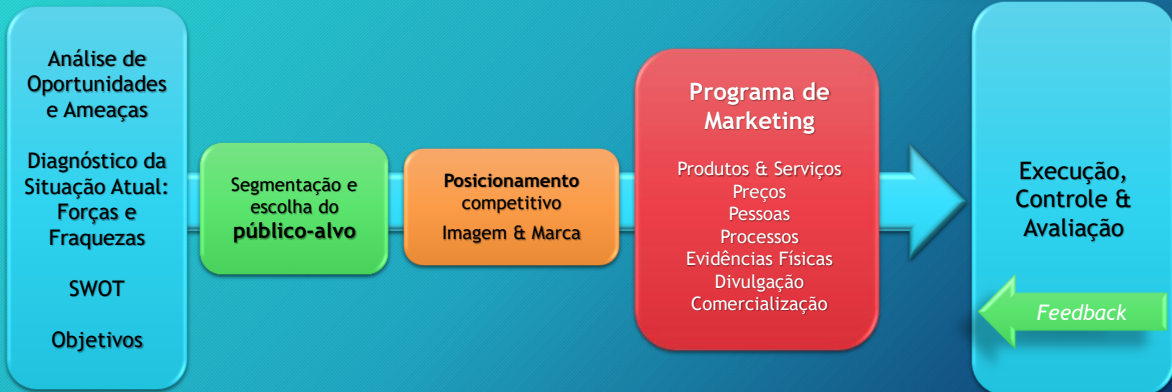 Análise de
Oportunidades
e Ameaças
Diagnóstico da
Situação Atual:
Forças e
Fraquezas
SWOT
Objetivos
Segmentação e
escolha do
público-alvo
Posicionamento
competitivo
Imagem & Marca
Programa de
Marketing
Produtos & Serviços
Preços
Pessoas
Processos
Evidências Físicas
Divulgação
Comercialização
Execução,
Controle &
Avaliação
Feedback